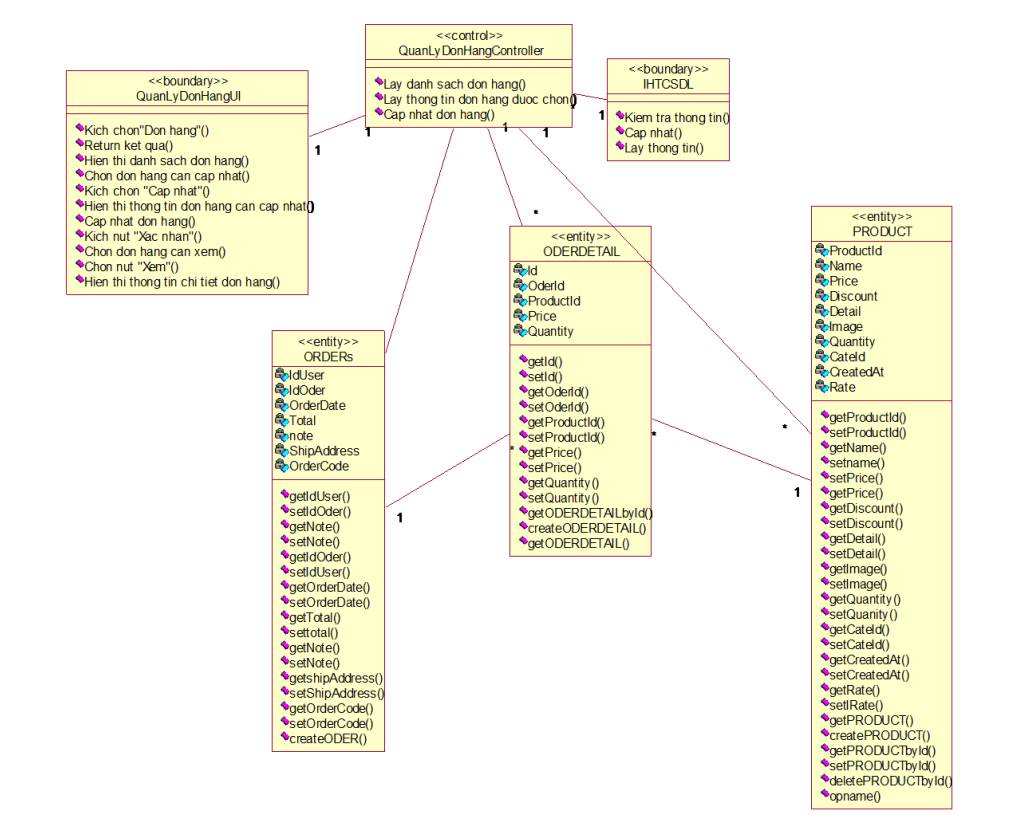 <<control>>
QuanLyDonHangController
Lay danh sach don hang()
Lay thong tin don hang duoc chon()
Cap nhat don hang()
<<boundary>>
QuanLyDonHangUI
Kich chon"Don hang"()
Return ket qua()
Hien thi danh sach don hang()
Chon don hang can cap nhat()
Kich chon "Cap nhat"()
Hien thi thong tin don hang can cap nhat()
Cap nhat don hang()
Kich nut "Xac nhan"()
Chon don hang can xem()
Chon nut "Xem"()
Hien thi thong tin chi tiet don hang()
<<boundary>>
IHTCSDL
Kiem tra thong tin()
Cap nhat()
Lay thong tin()
1
1
1
1
1
*
*
<<entity>>
ORDERs
IdUser
IdOder
OrderDate
Total
note
ShipAddress
OrderCode
getIdUser()
setIdOder()
getNote()
setNote()
getIdOder()
setIdUser()
getOrderDate()
setOrderDate()
getTotal()
settotal()
getNote()
setNote()
getshipAddress()
setShipAddress()
getOrderCode()
setOrderCode()
createODER()
1
*
<<entity>>
ODERDETAIL
Id
OderId
ProductId
Price
Quantity
getId()
setId()
getOderId()
setOderId()
getProductId()
setProductId()
getPrice()
setPrice()
getQuantity()
setQuantity()
getODERDETAILbyId()
createODERDETAIL()
getODERDETAIL()
*
1
*
<<entity>>
PRODUCT
ProductId
Name
Price
Discount
Detail
Image
Quantity
CateId
CreatedAt
Rate
getProductId()
setProductId()
getName()
setname()
setPrice()
getPrice()
getDiscount()
setDiscount()
getDetail()
setDetail()
getImage()
setImage()
getQuantity()
setQuanity()
getCateId()
setCateId()
getCreatedAt()
setCreatedAt()
getRate()
setlRate()
getPRODUCT()
createPRODUCT()
getPRODUCTbyId()
setPRODUCTbyId()
deletePRODUCTbyId()
opname()